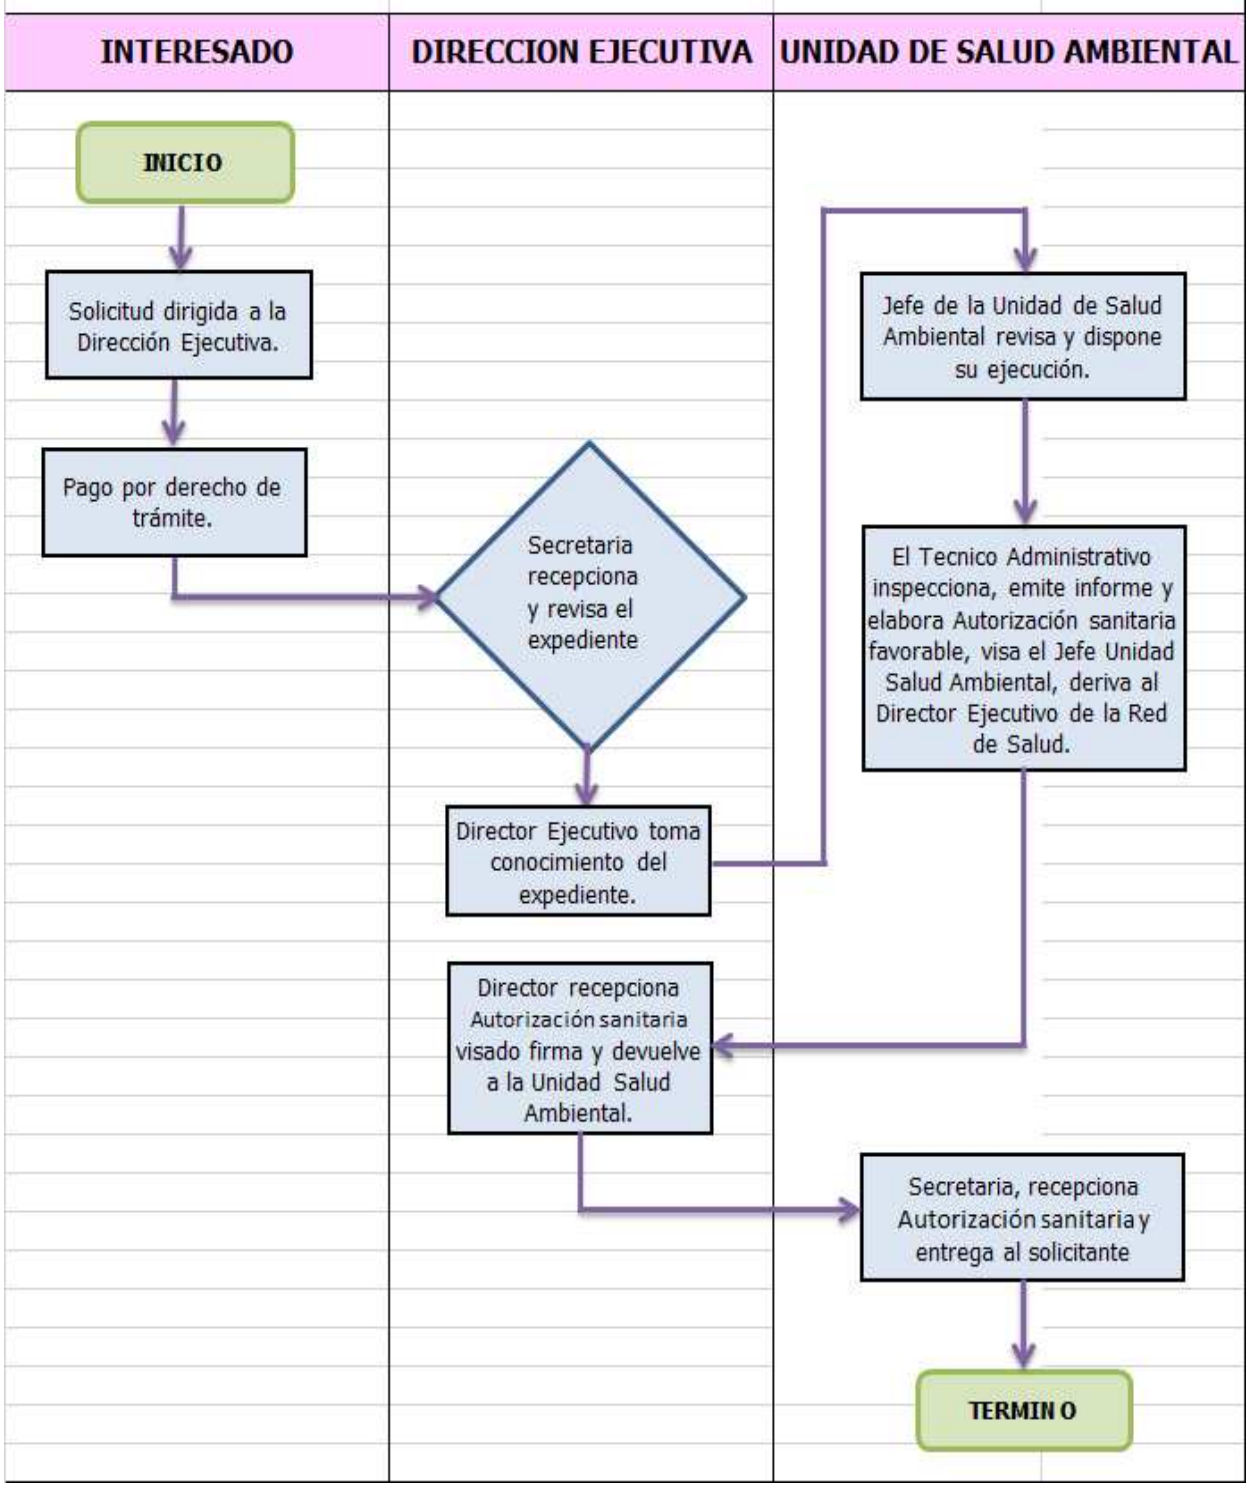 INTERESADO
DIRECCION EJECUTIVA
UNIDAD DE SALUD AMBIENTAL
INICIO
Solicitud dirigida a la
Dirección Ejecutiva.
Pago por derecho de
trámite.
Secretaria
recepciona
y revisa el
expediente
Director Ejecutivo toma
conocimiento del
expediente.
Jefe de la Unidad de Salud
Ambiental revisa y dispone
su ejecución.
El Tecnico Administrativo
inspecciona, emite informe y
elabora Autorización sanitaria
favorable, visa el Jefe Unidad
Salud Ambiental, deriva al
Director Ejecutivo de la Red
de Salud.
Director recepciona
Autorización sanitaria
visado firma y devuelve
a la Unidad Salud
Ambiental.
Secretaria, recepciona
Autorización sanitaria y
entrega al solicitante
TERMINO